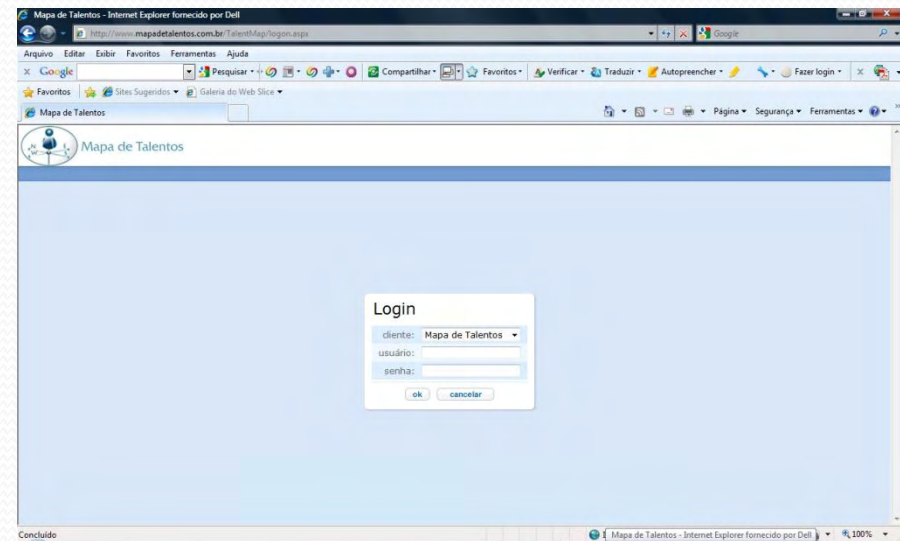 Mapa de Talentos - Internet Explorer fornecido por Dell
http://www.mapadetalentos.com.br/TalentMap/logon.aspx
Google
Arquivo Editar Exibir Favoritos Ferramentas Ajuda
x Google Pesquisar Compartilhar Favoritos Verificar Traduzir Autopreencher Fazer login x
Favoritos Sites Sugeridos Galeria do Web Slice
Mapa de Talentos
Página Segurança Ferramentas
Mapa de Talentos
Login
cliente: Mapa de Talentos
usuário:
senha:
ok cancelar
Concluído
Mapa de Talentos - Internet Explorer fornecido por Dell
100%